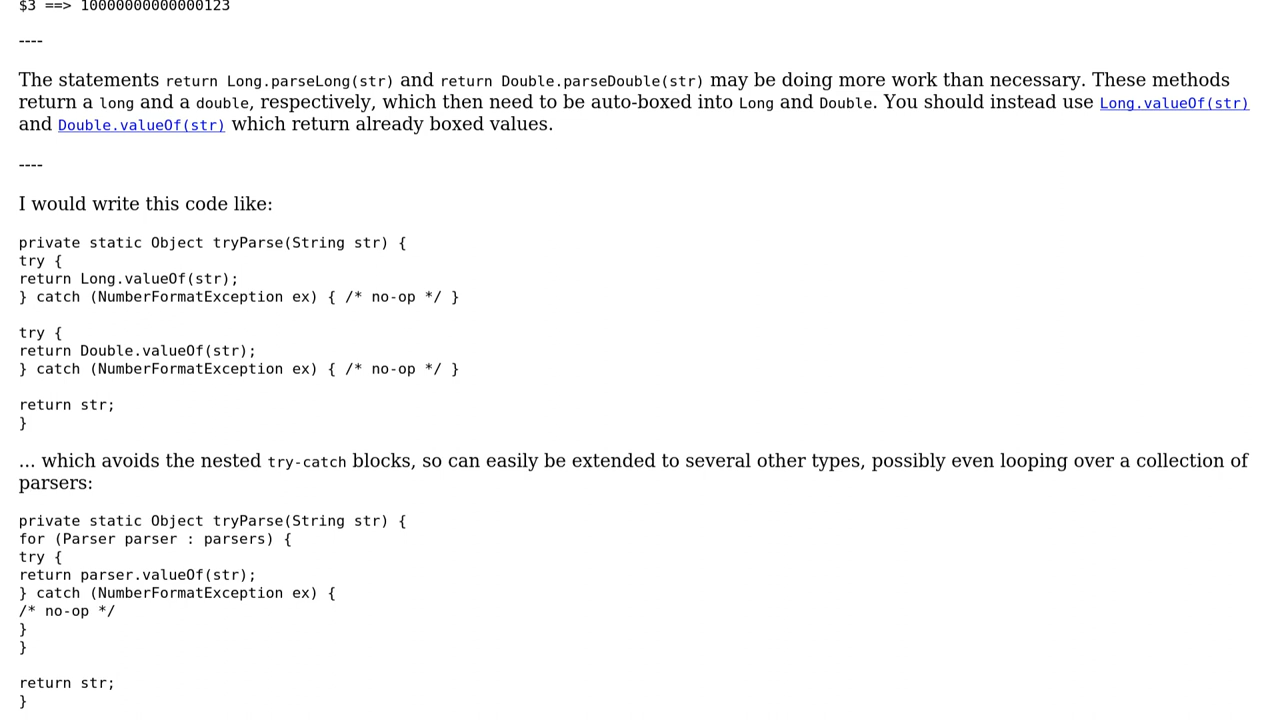 $3 ==> 10000000000000123
----
The statements return Long.parseLong(str) and return Double.parseDouble(str) may be doing more work than necessary. These methods
return a long and a double, respectively, which then need to be auto-boxed into Long and Double. You should instead use Long.valueOf(str)
and Double.valueOf(str) which return already boxed values.
----
I would write this code like:
private static Object tryParse(String str) {
try {
return Long.valueOf(str);
} catch (NumberFormatException ex) { /* no-op */ }
try {
return Double.valueOf(str);
} catch (NumberFormatException ex) { /* no-op */ }
return str;
}
... which avoids the nested try-catch blocks, so can easily be extended to several other types, possibly even looping over a collection of
parsers:
private static Object tryParse(String str) {
for (Parser parser : parsers) {
try {
return parser.valueOf(str);
} catch (NumberFormatException ex) {
/* no-op */
}
}
return str;
}